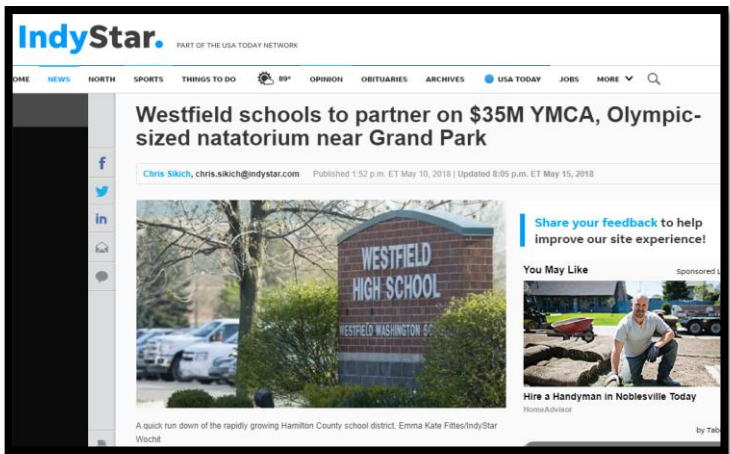 IndyStar.
PART OF THE USA TODAY NETWORK
OME NEWS NORTH SPORTS THINGS TO DO 89° OPINION OBITUARIES ARCHIVES USA TODAY JOBS MORE
Westfield schools to partner on $35M YMCA, Olympic-
sized natatorium near Grand Park
Chris Sikich, chris.sikich@indystar.com Published 1:52 p.m. ET May 10, 2018 | Updated 8:05 p.m. ET May 15, 2018
f
in
WESTFIELD
HIGH SCHOOL
WESTFIELD WASHINGTON
Share your feedback to help
improve our site experience!
You May Like
Sponsored L
Hire a Handyman in Noblesville Today
HomeAdvisor
by Tab
A quick run down of the rapidly growing Hamilton County school district. Emma Kate Fittes/IndyStar
Wochit